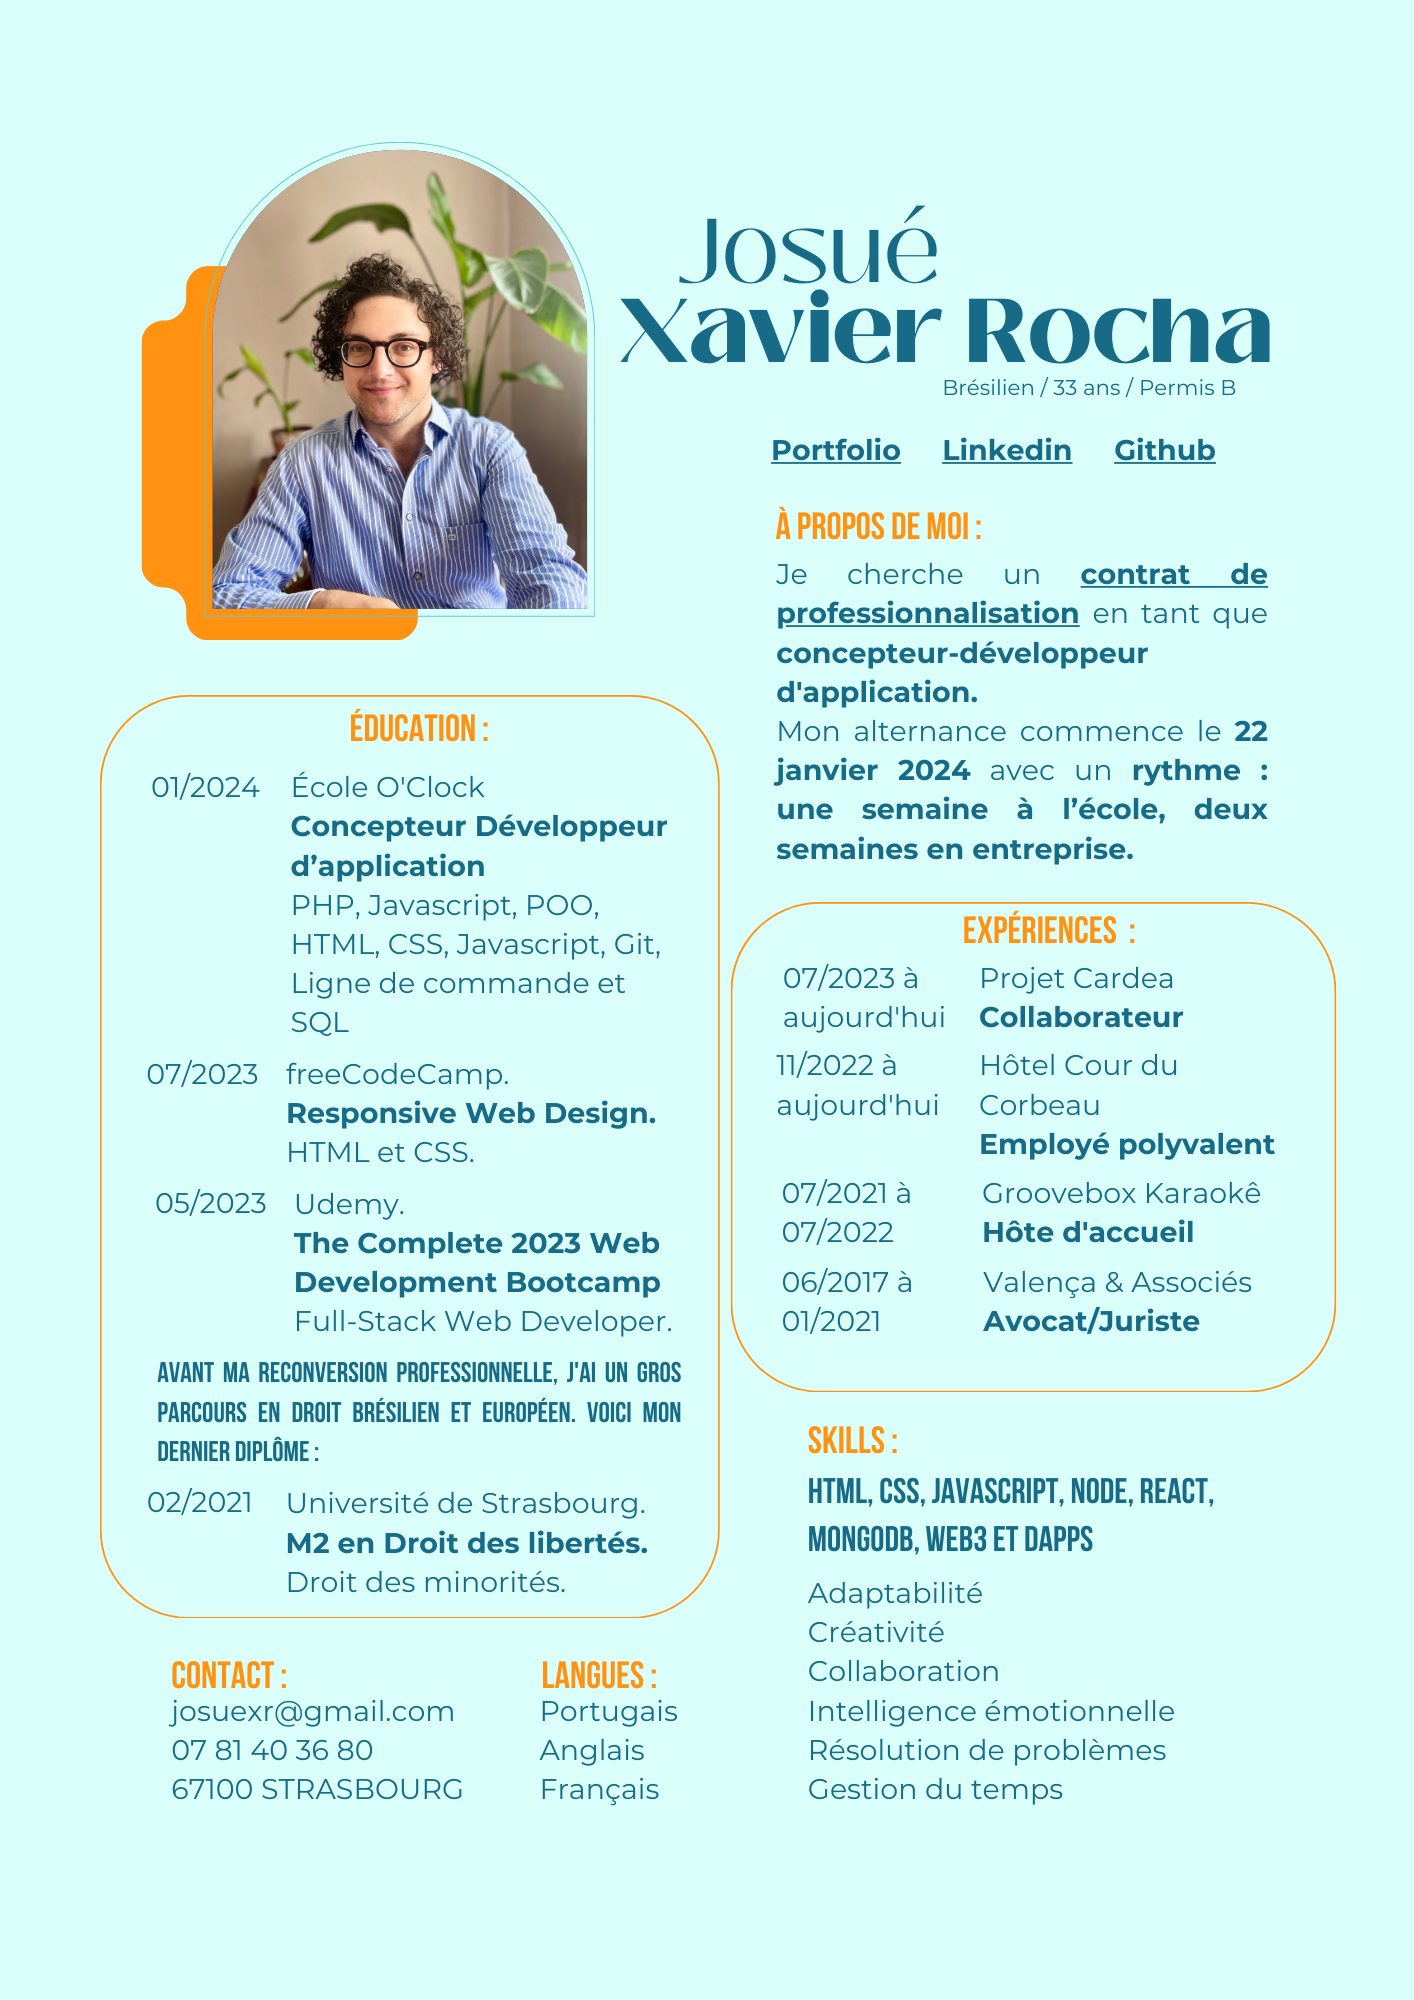 Josué
Xavier Rocha
Brésilien / 33 ans / Permis B
Portfolio Linkedin Github
À PROPOS DE MOI :
Je cherche un contrat de
professionnalisation en tant que
concepteur-développeur
d'application.
Mon alternance commence le 22
janvier 2024 avec un rythme :
une semaine à l’école, deux
semaines en entreprise.
ÉDUCATION :
01/2024 École O'Clock
Concepteur Développeur
d’application
PHP, Javascript, POO,
HTML, CSS, Javascript, Git,
Ligne de commande et
SQL
07/2023 freeCodeCamp.
Responsive Web Design.
HTML et CSS.
05/2023 Udemy.
The Complete 2023 Web
Development Bootcamp
Full-Stack Web Developer.
AVANT MA RECONVERSION PROFESSIONNELLE, J'AI UN GROS
PARCOURS EN DROIT BRÉSILIEN ET EUROPÉEN. VOICI MON
DERNIER DIPLÔME :
02/2021 Université de Strasbourg.
M2 en Droit des libertés.
Droit des minorités.
EXPÉRIENCES :
07/2023 à Projet Cardea
aujourd'hui Collaborateur
11/2022 à Hôtel Cour du
aujourd'hui Corbeau
Employé polyvalent
07/2021 à Groovebox Karaokê
07/2022 Hôte d'accueil
06/2017 à Valença & Associés
01/2021 Avocat/Juriste
SKILLS :
HTML, CSS, JAVASCRIPT, NODE, REACT,
MONGODB, WEB3 ET DAPPS
Adaptabilité
Créativité
Collaboration
Intelligence émotionnelle
Résolution de problèmes
Gestion du temps
CONTACT :
josuexr@gmail.com
07 81 40 36 80
67100 STRASBOURG
LANGUES :
Portugais
Anglais
Français